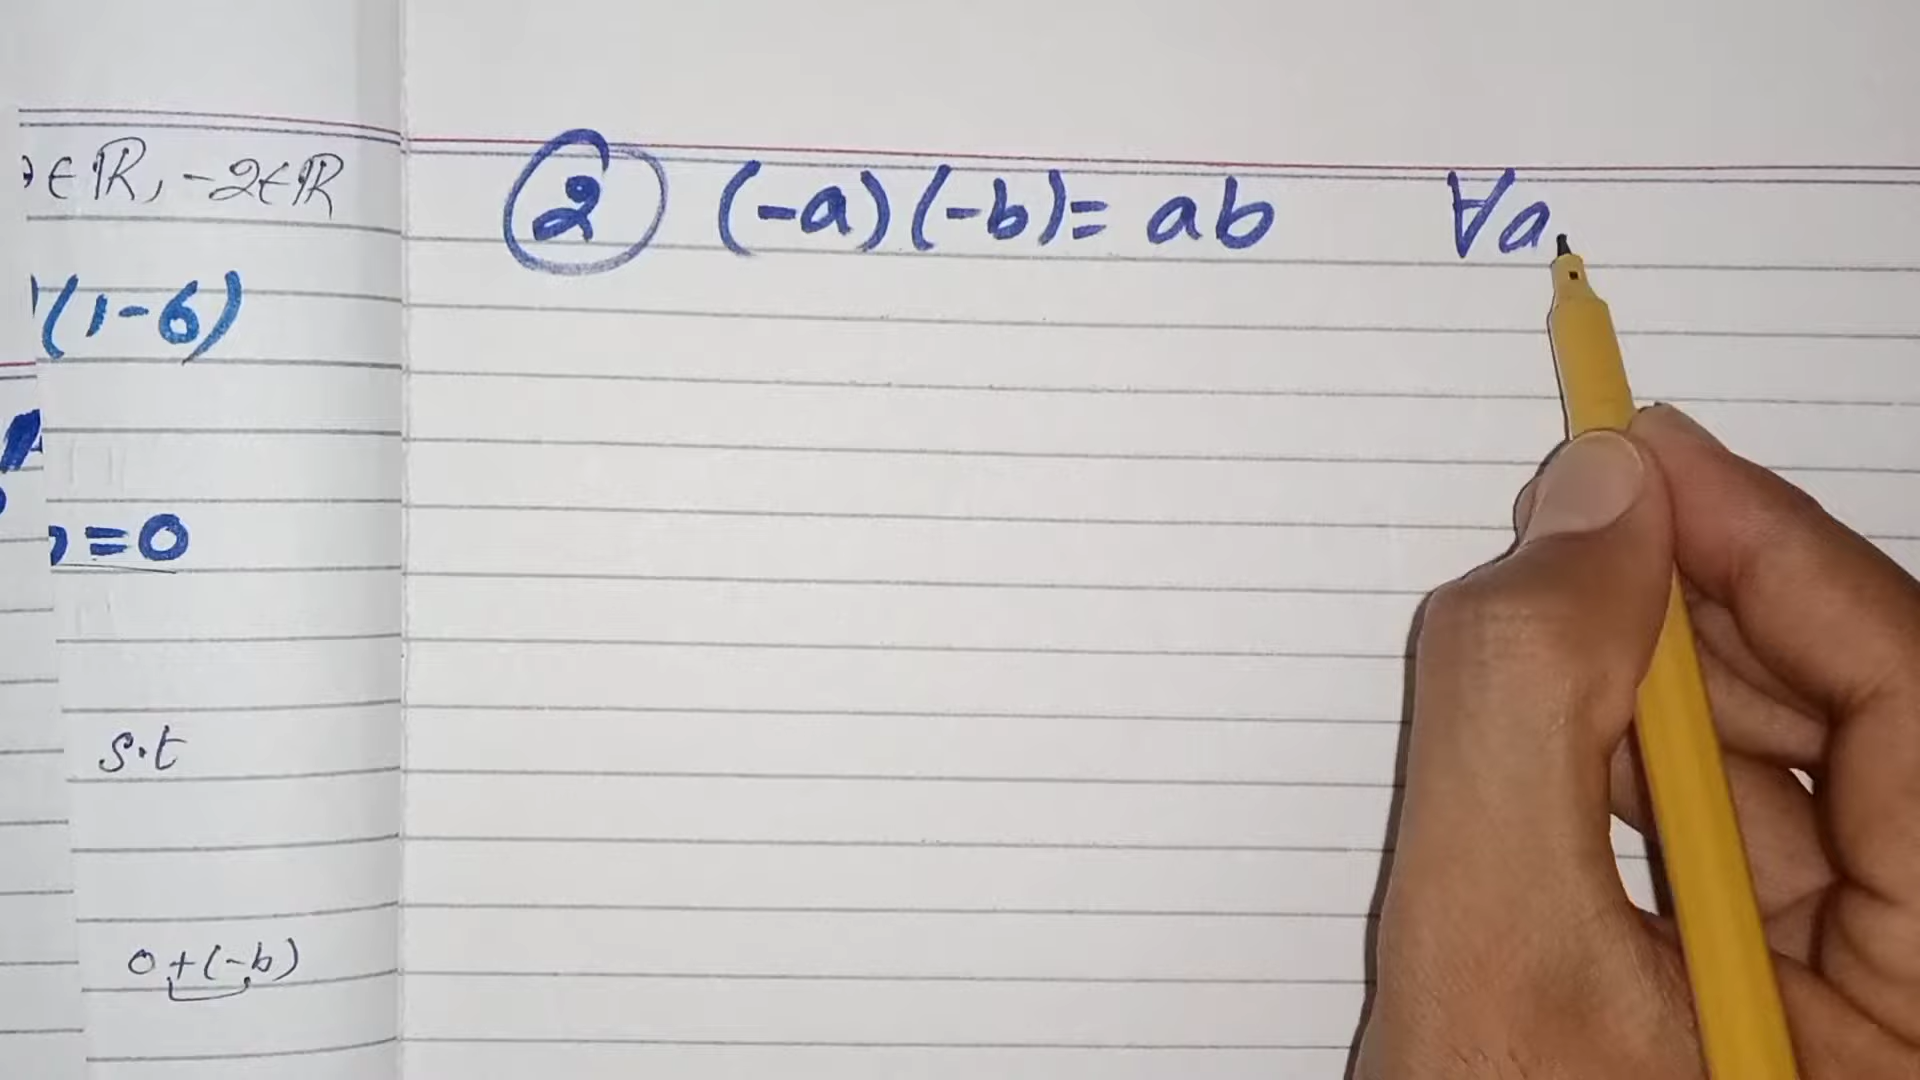 ∈ℝ, -2∈ℝ
(1-6)
=0
s.t
0+(-b)
② (-a)(-b)= ab ∀a